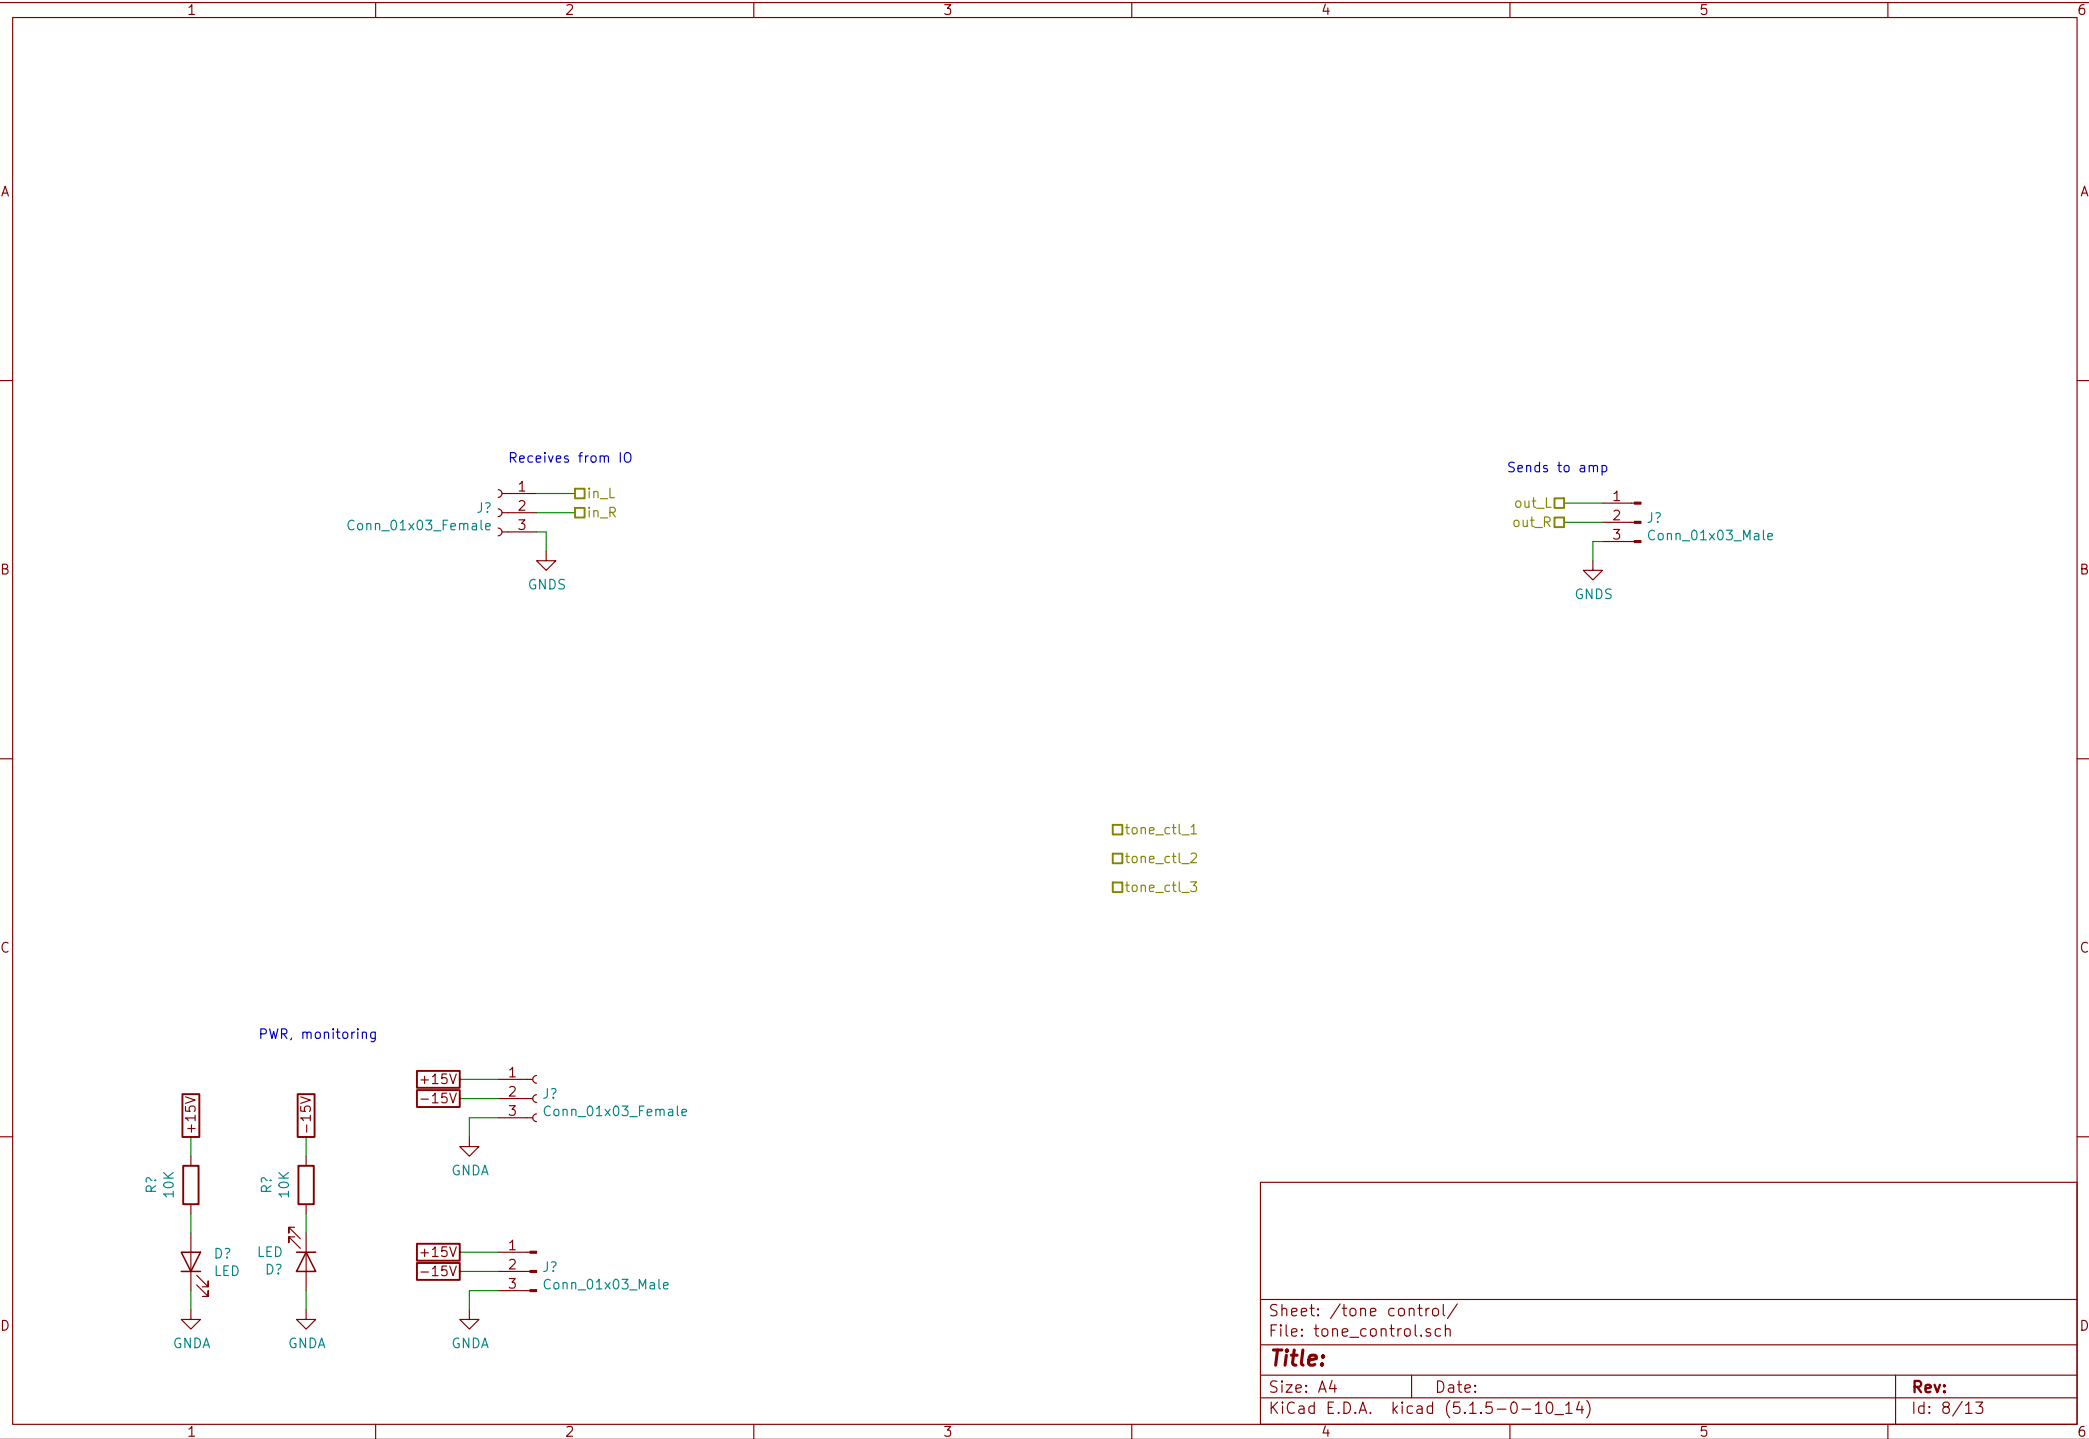 1 2 3 4 5 6
A A
Receives from IO
1 in_L
J? 2 in_R
Conn_01x03_Female 3
GNDS
Sends to amp
out_L 1
out_R 2 J?
3 Conn_01x03_Male
GNDS
B B
tone_ctl_1
tone_ctl_2
tone_ctl_3
C C
PWR, monitoring
+15V 1
-15V 2 J?
3 Conn_01x03_Female
GNDA
+15V
R?
10K
D?
LED
GNDA
-15V
R?
10K
LED
D?
GNDA
+15V 1
-15V 2 J?
3 Conn_01x03_Male
GNDA
D D
Sheet: /tone control/
File: tone_control.sch
Title:
Size: A4 Date: Rev:
KiCad E.D.A. kicad (5.1.5-0-10_14) Id: 8/13
1 2 3 4 5 6